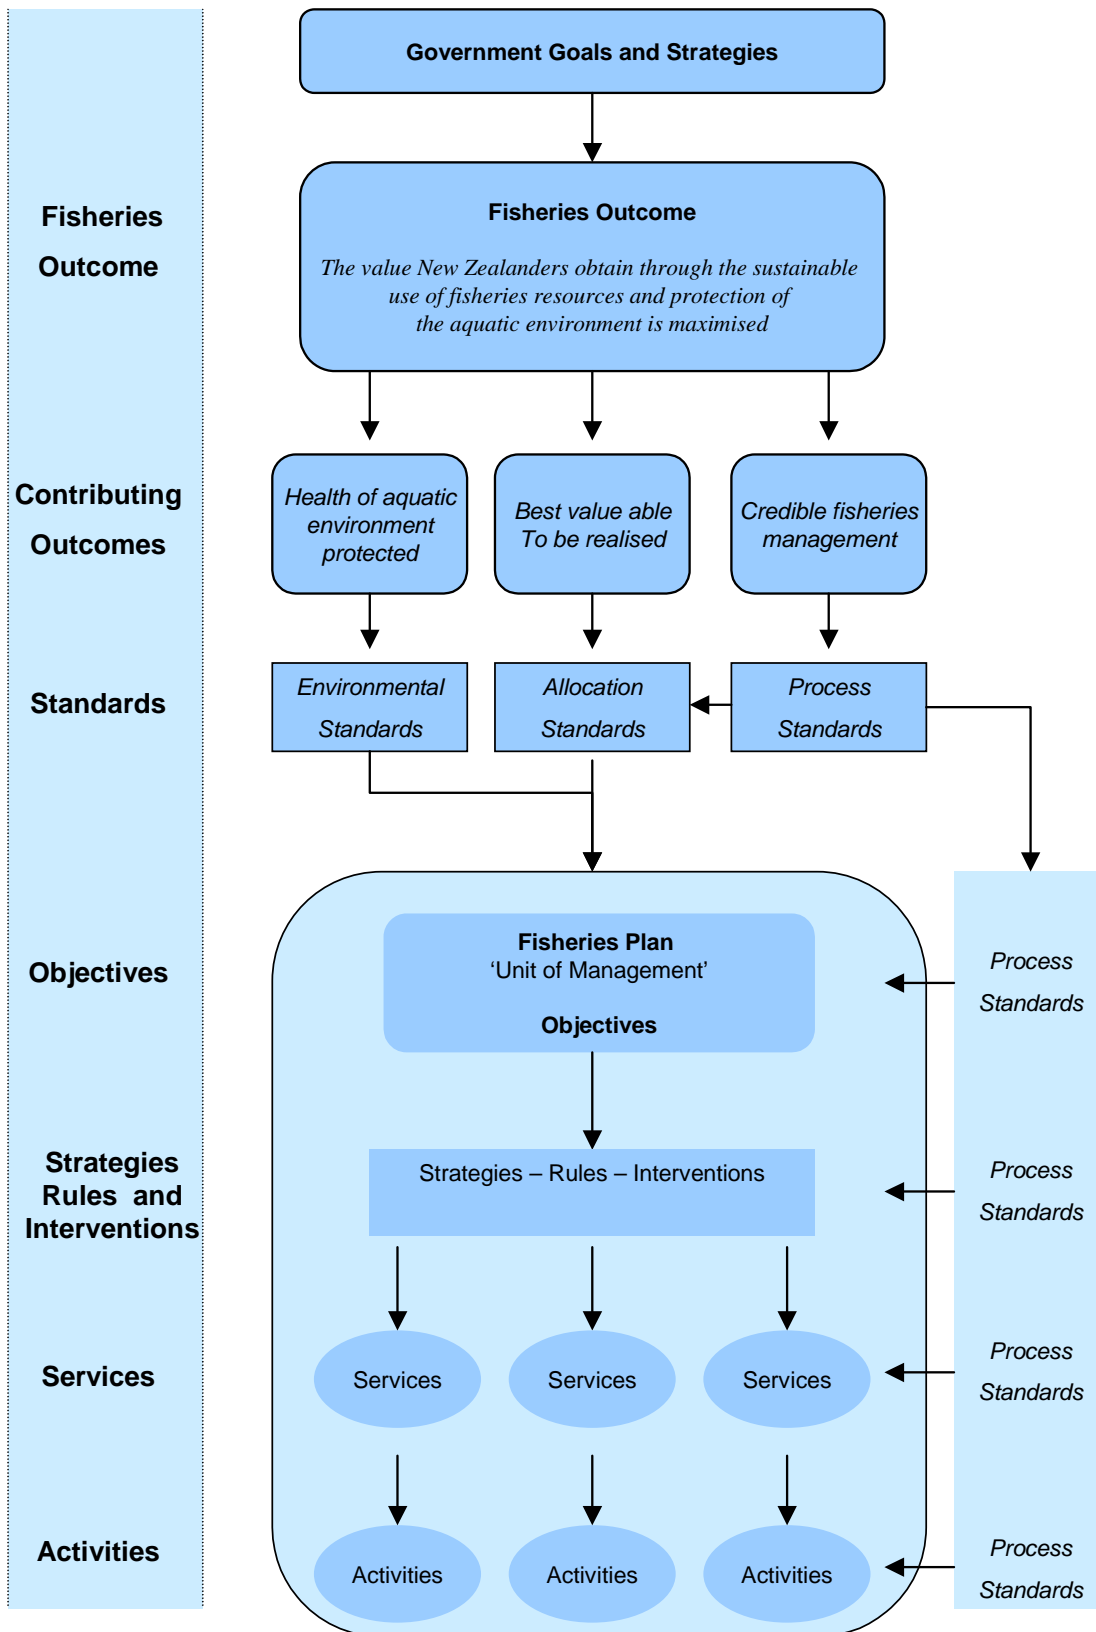 Government Goals and Strategies
Fisheries
Outcome
Fisheries Outcome
The value New Zealanders obtain through the sustainable
use of fisheries resources and protection of
the aquatic environment is maximised
Contributing
Outcomes
Health of aquatic
environment
protected
Best value able
To be realised
Credible fisheries
management
Standards
Environmental
Standards
Allocation
Standards
Process
Standards
Objectives
Fisheries Plan
‘Unit of Management’
Objectives
Process
Standards
Strategies
Rules and
Interventions
Strategies – Rules – Interventions
Process
Standards
Services
Services
Services
Services
Process
Standards
Activities
Activities
Activities
Activities
Process
Standards